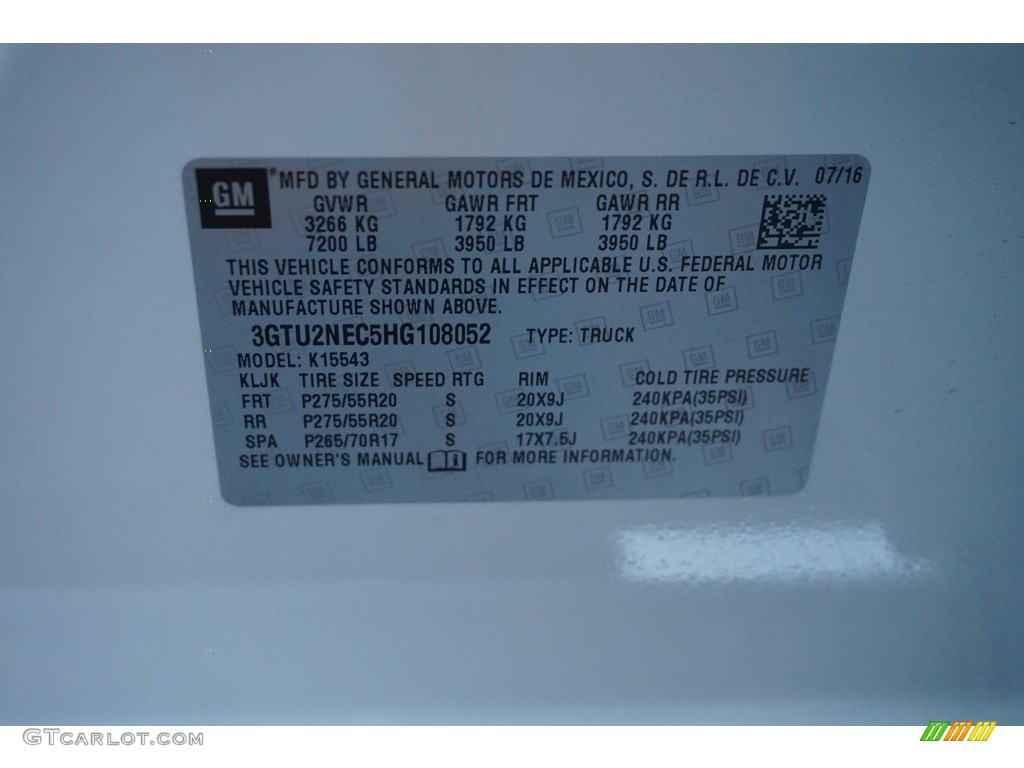 GM ® MFD BY GENERAL MOTORS DE MEXICO, S. DE R.L. DE C.V. 07/16
GVWR GAWR FRT GAWR RR
3266 KG 1792 KG 1792 KG
7200 LB 3950 LB 3950 LB
THIS VEHICLE CONFORMS TO ALL APPLICABLE U.S. FEDERAL MOTOR
VEHICLE SAFETY STANDARDS IN EFFECT ON THE DATE OF
MANUFACTURE SHOWN ABOVE.
3GTU2NEC5HG108052 TYPE: TRUCK
MODEL: K15543
KLJK TIRE SIZE SPEED RTG RIM COLD TIRE PRESSURE
FRT P275/55R20 S 20X9J 240KPA(35PSI)
RR P275/55R20 S 20X9J 240KPA(35PSI)
SPA P265/70R17 S 17X7.5J 240KPA(35PSI)
SEE OWNER'S MANUAL FOR MORE INFORMATION.
GTCarlot.com